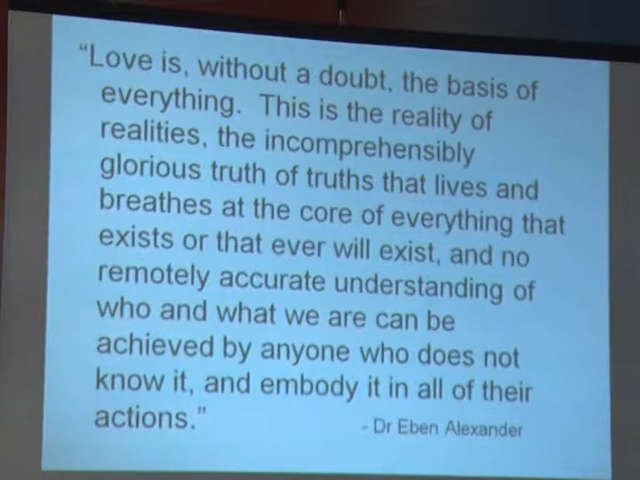 “Love is, without a doubt, the basis of
everything. This is the reality of
realities, the incomprehensibly
glorious truth of truths that lives and
breathes at the core of everything that
exists or that ever will exist, and no
remotely accurate understanding of
who and what we are can be
achieved by anyone who does not
know it, and embody it in all of their
actions.”
- Dr Eben Alexander